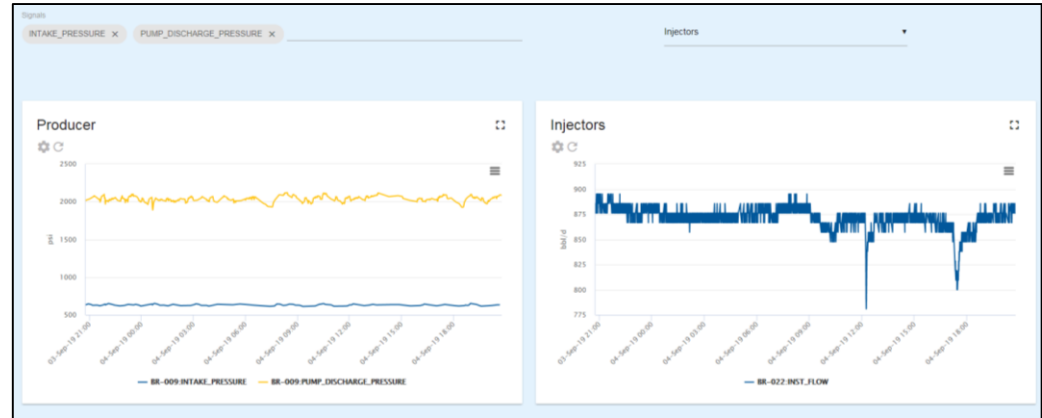 Signals
INTAKE_PRESSURE × PUMP_DISCHARGE_PRESSURE ×
Injectors
Producer
2500
2000
1500
1000
500
psi
03-Sep-19 21:00
04-Sep-19 00:00
04-Sep-19 03:00
04-Sep-19 06:00
04-Sep-19 09:00
04-Sep-19 12:00
04-Sep-19 15:00
04-Sep-19 18:00
BR-009:INTAKE_PRESSURE BR-009:PUMP_DISCHARGE_PRESSURE
Injectors
925
900
875
850
825
800
775
bbl/d
03-Sep-19 21:00
04-Sep-19 00:00
04-Sep-19 03:00
04-Sep-19 06:00
04-Sep-19 09:00
04-Sep-19 12:00
04-Sep-19 15:00
04-Sep-19 18:00
BR-022:INST_FLOW